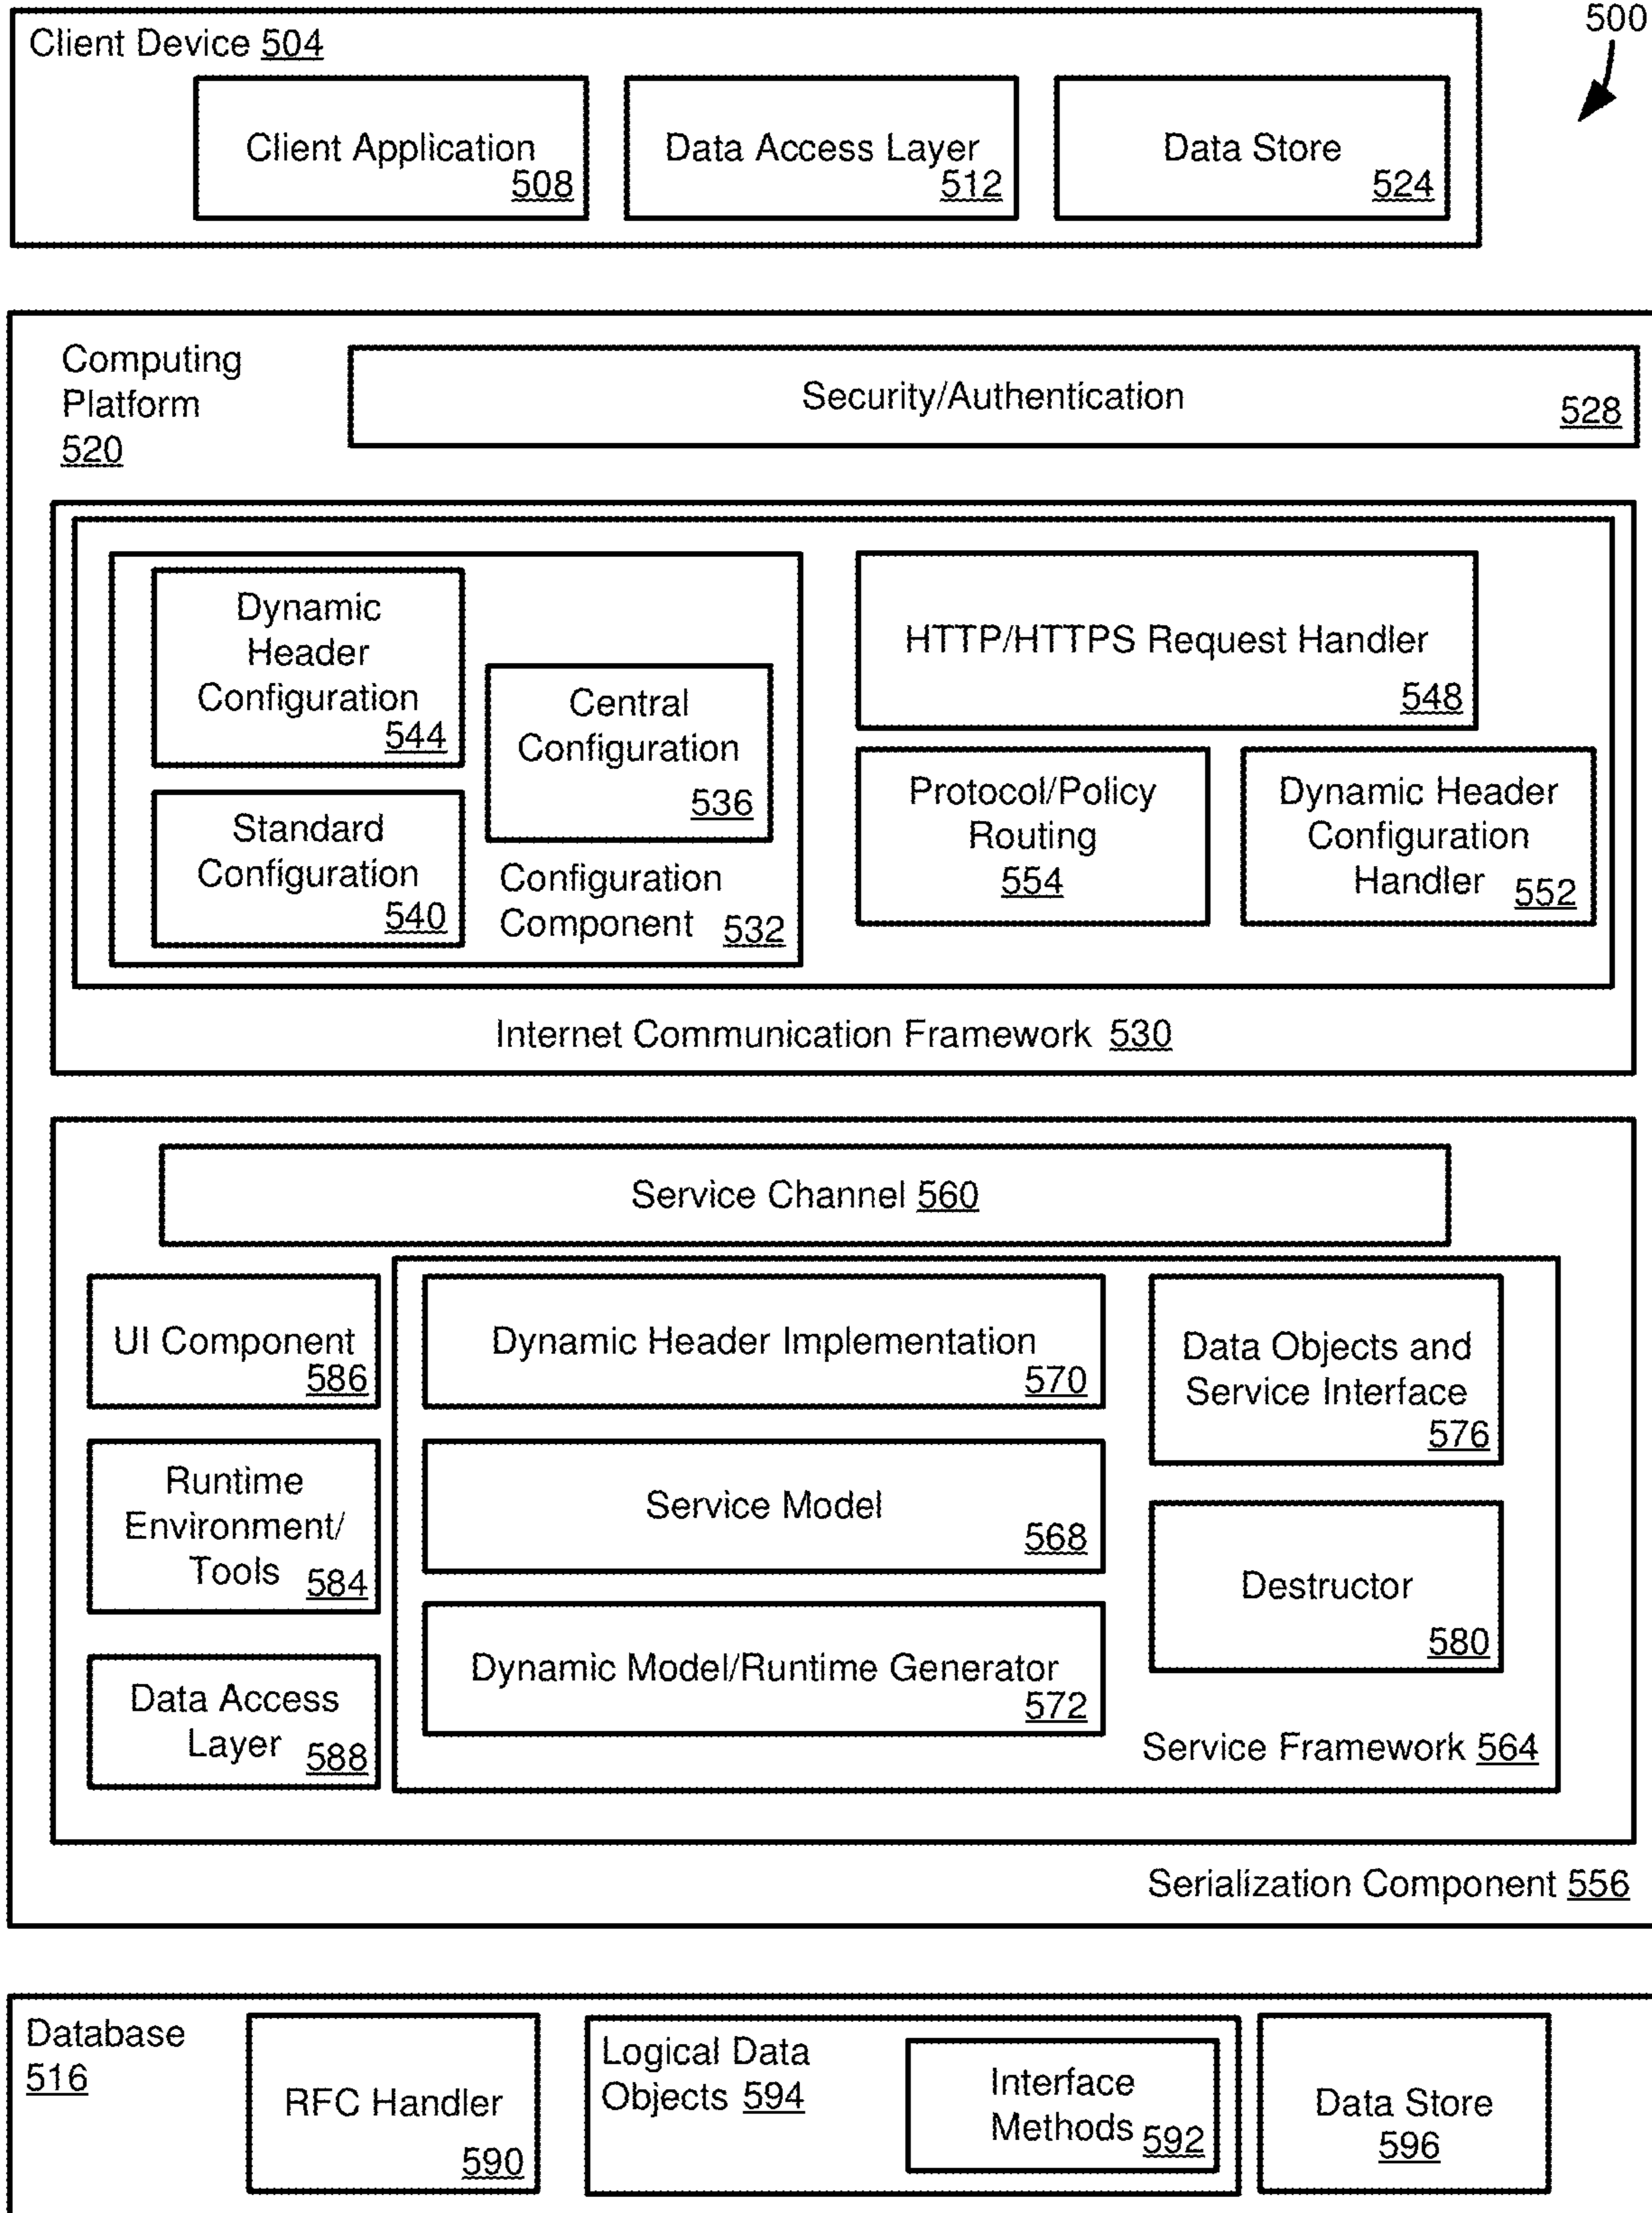 500
Client Device 504
Client Application
508
Data Access Layer
512
Data Store
524
Computing
Platform
520
Security/Authentication
528
Dynamic
Header
Configuration
544
Central
Configuration
536
Standard
Configuration
540
Configuration
Component 532
HTTP/HTTPS Request Handler
548
Protocol/Policy
Routing
554
Dynamic Header
Configuration
Handler 552
Internet Communication Framework 530
Service Channel 560
UI Component
586
Runtime
Environment/
Tools 584
Data Access
Layer 588
Dynamic Header Implementation
570
Service Model
568
Dynamic Model/Runtime Generator
572
Data Objects and
Service Interface
576
Destructor
580
Service Framework 564
Serialization Component 556
Database
516
RFC Handler
590
Logical Data
Objects 594
Interface
Methods 592
Data Store
596